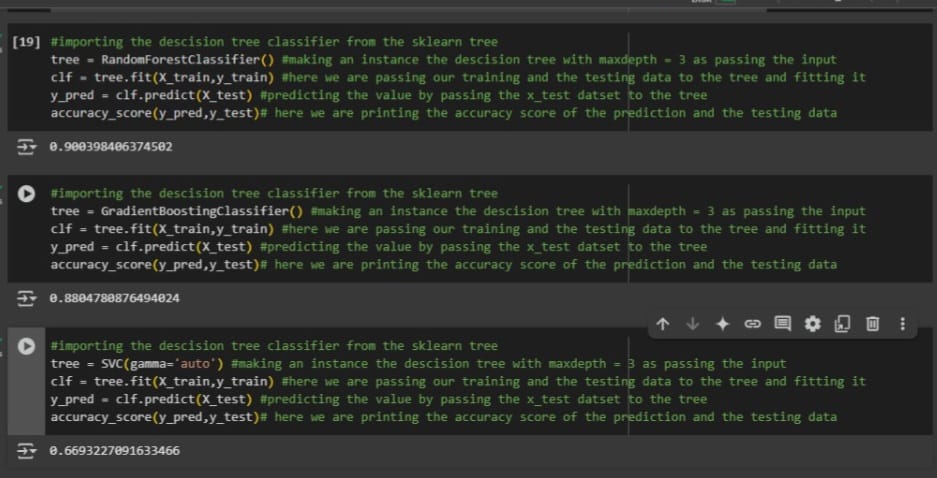 [19] #importing the descision tree classifier from the sklearn tree
tree = RandomForestClassifier() #making an instance the descision tree with maxdepth = 3 as passing the input
clf = tree.fit(X_train,y_train) #here we are passing our training and the testing data to the tree and fitting it
y_pred = clf.predict(X_test) #predicting the value by passing the x_test datset to the tree
accuracy_score(y_pred,y_test)# here we are printing the accuracy score of the prediction and the testing data
0.900398406374502
#importing the descision tree classifier from the sklearn tree
tree = GradientBoostingClassifier() #making an instance the descision tree with maxdepth = 3 as passing the input
clf = tree.fit(X_train,y_train) #here we are passing our training and the testing data to the tree and fitting it
y_pred = clf.predict(X_test) #predicting the value by passing the x_test datset to the tree
accuracy_score(y_pred,y_test)# here we are printing the accuracy score of the prediction and the testing data
0.8804780876494024
#importing the descision tree classifier from the sklearn tree
tree = SVC(gamma='auto') #making an instance the descision tree with maxdepth = 3 as passing the input
clf = tree.fit(X_train,y_train) #here we are passing our training and the testing data to the tree and fitting it
y_pred = clf.predict(X_test) #predicting the value by passing the x_test datset to the tree
accuracy_score(y_pred,y_test)# here we are printing the accuracy score of the prediction and the testing data
0.6693227091633466